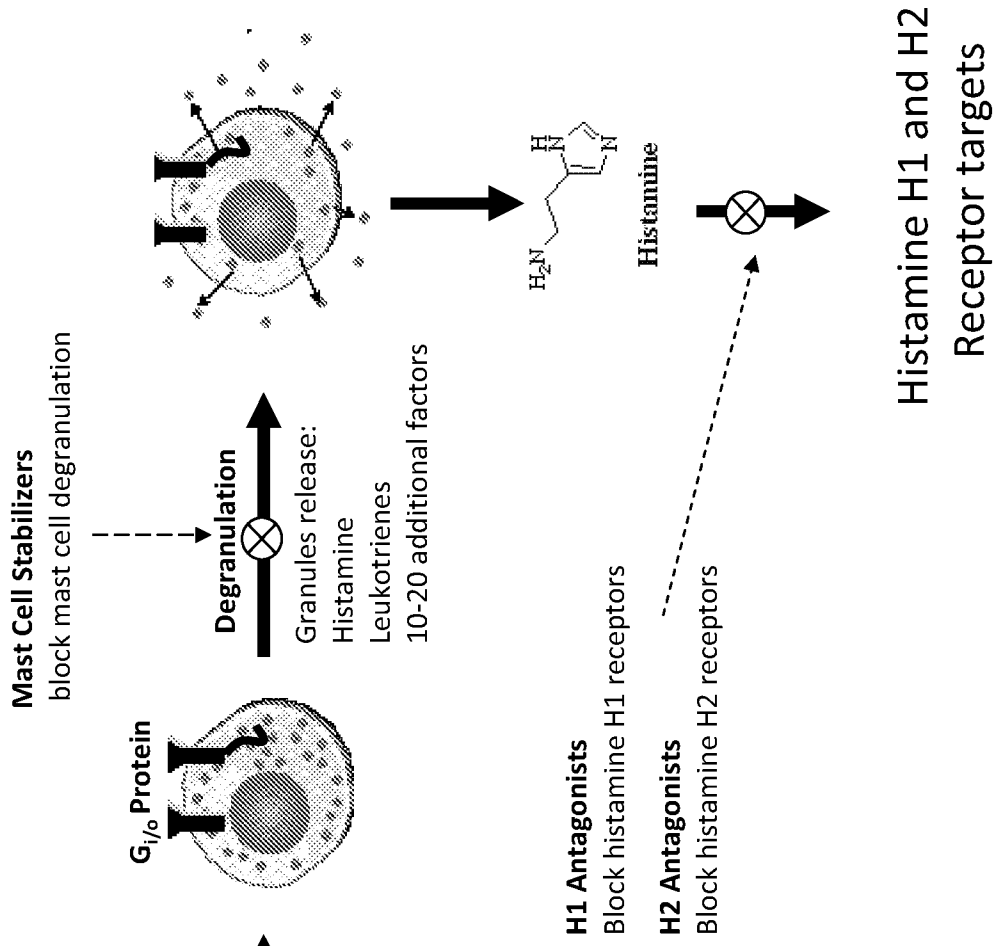 Mast Cell Stabilizers
block mast cell degranulation
G i/o Protein
Degranulation
Granules release:
Histamine
Leukotrienes
10-20 additional factors
H₂N
H
N
N
Histamine
H1 Antagonists
Block histamine H1 receptors
H2 Antagonists
Block histamine H2 receptors
Histamine H1 and H2
Receptor targets